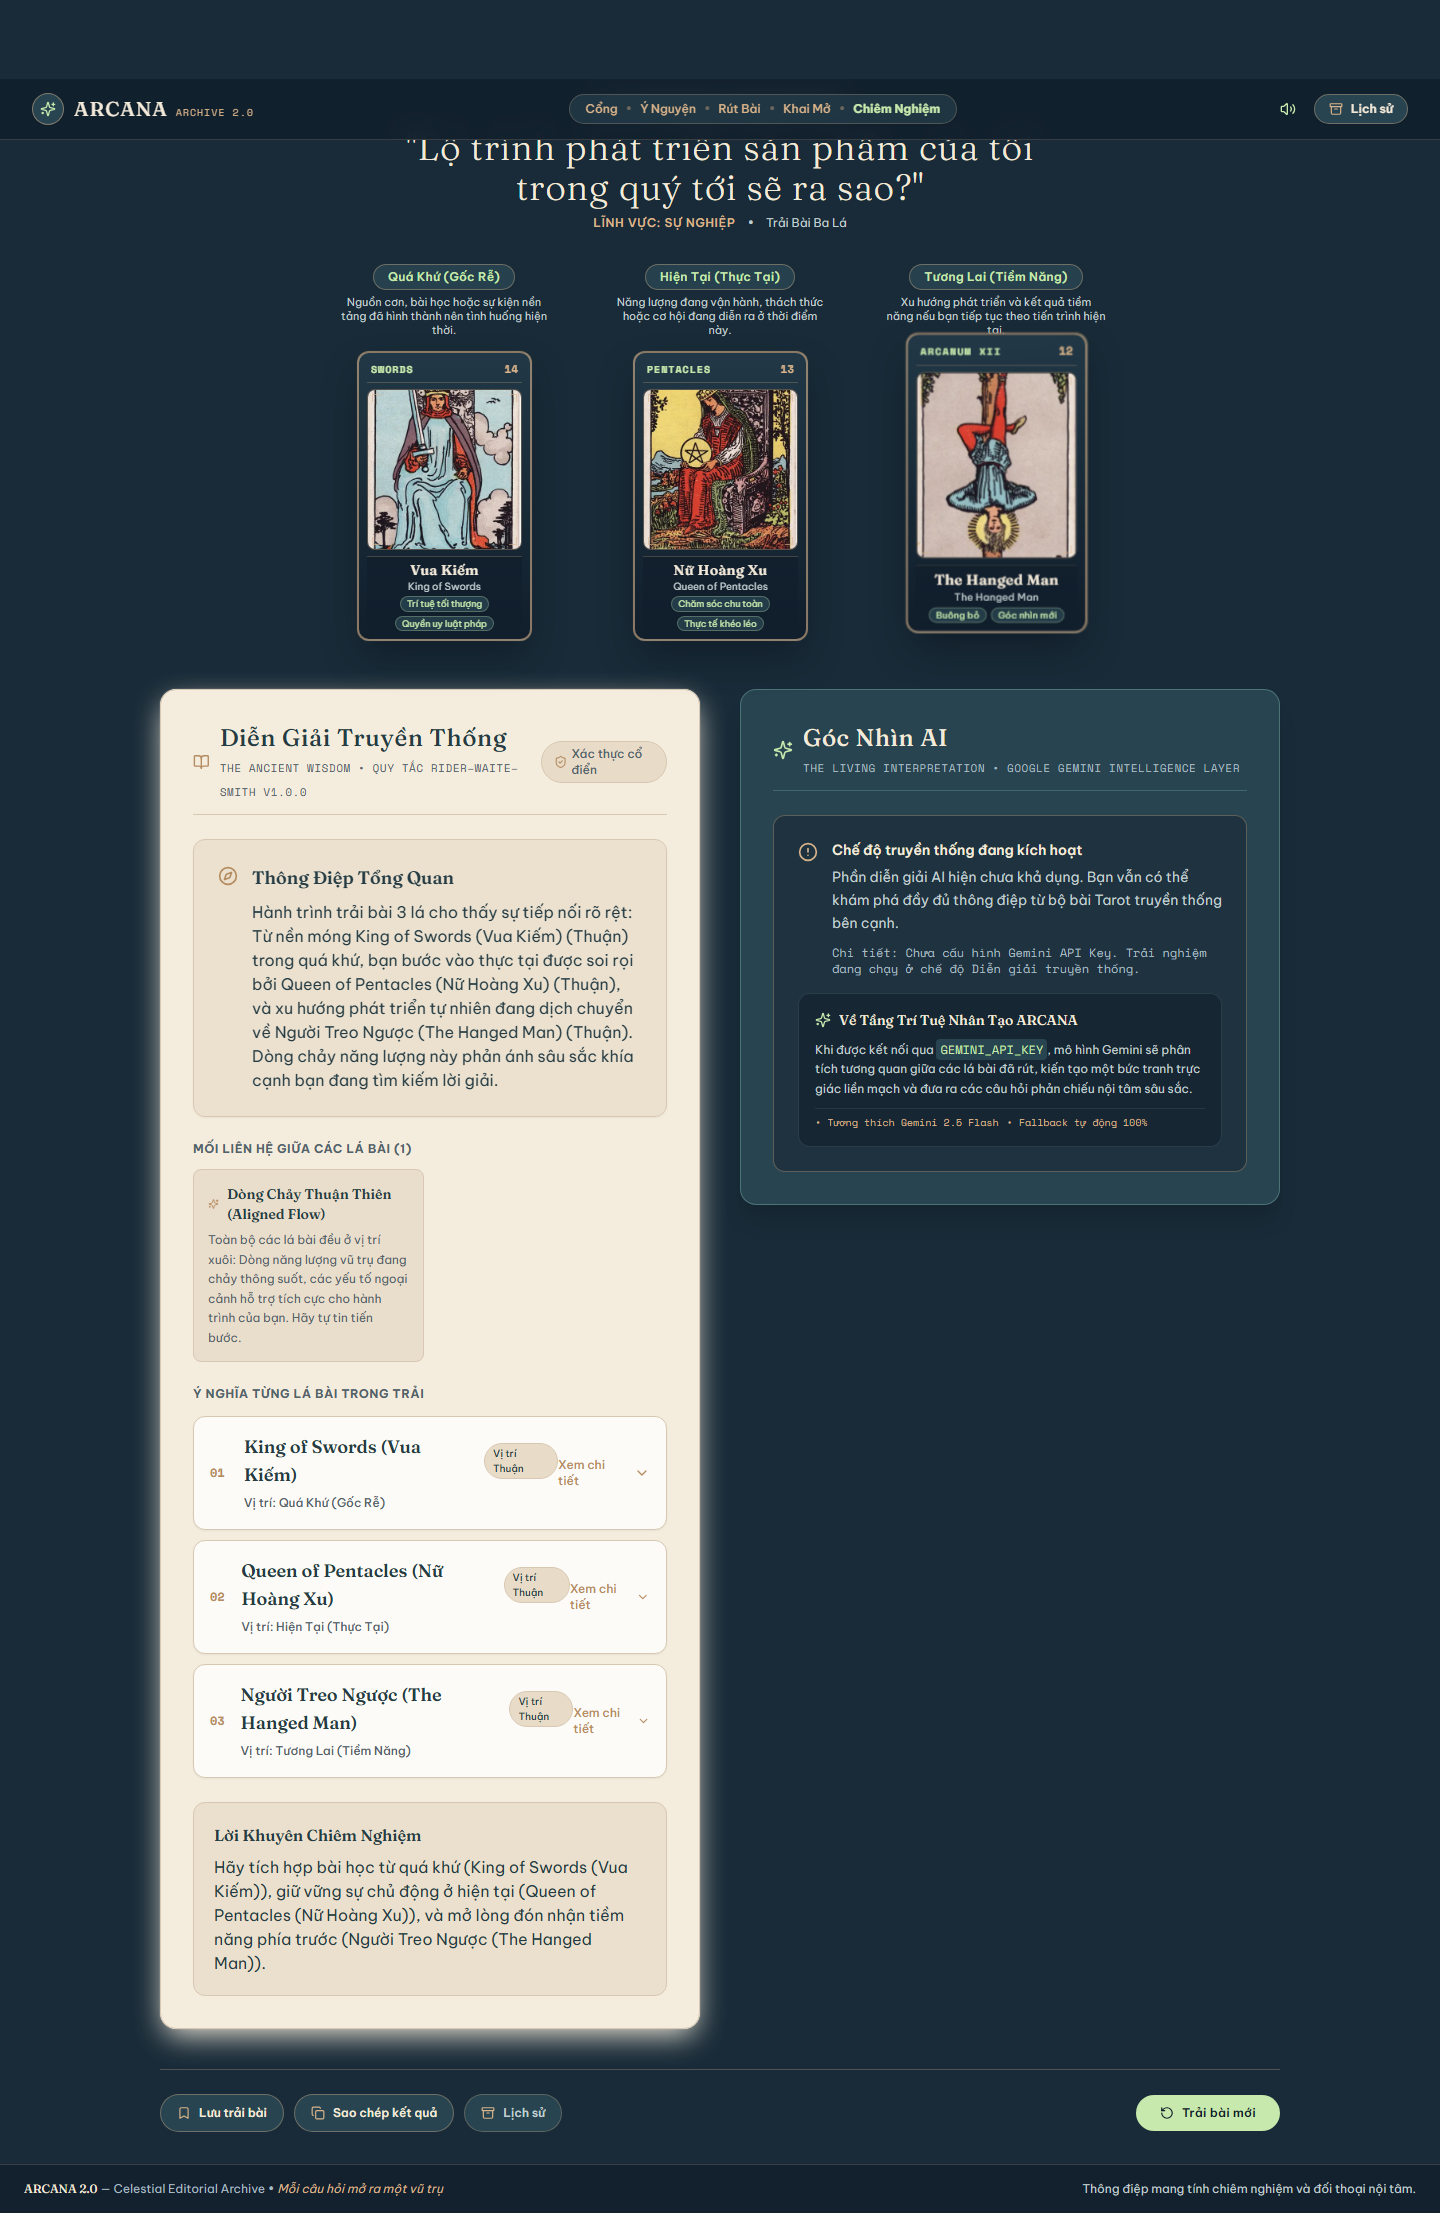 ARCANA ARCHIVE 2.0
Cổng • Ý Nguyện • Rút Bài • Khai Mở • Chiêm Nghiệm
Lịch sử
"Lộ trình phát triển sản phẩm của tôi
trong quý tới sẽ ra sao?"
LĨNH VỰC: SỰ NGHIỆP • Trải Bài Ba Lá
Quá Khứ (Gốc Rễ)
Nguồn cơn, bài học hoặc sự kiện nền
tảng đã hình thành nên tình huống hiện
thời.
SWORDS 14
Vua Kiếm
King of Swords
Trí tuệ tối thượng
Quyền uy luật pháp
Hiện Tại (Thực Tại)
Năng lượng đang vận hành, thách thức
hoặc cơ hội đang diễn ra ở thời điểm
này.
PENTACLES 13
Nữ Hoàng Xu
Queen of Pentacles
Chăm sóc chu toàn
Thực tế khéo léo
Tương Lai (Tiềm Năng)
Xu hướng phát triển và kết quả tiềm
năng nếu bạn tiếp tục theo tiến trình hiện
tại.
ARCANUM XII 12
The Hanged Man
The Hanged Man
Buông bỏ Góc nhìn mới
Diễn Giải Truyền Thống
THE ANCIENT WISDOM • QUY TẮC RIDER-WAITE-
SMITH V1.0.0
Xác thực cổ
điển
Thông Điệp Tổng Quan
Hành trình trải bài 3 lá cho thấy sự tiếp nối rõ rệt:
Từ nền móng King of Swords (Vua Kiếm) (Thuận)
trong quá khứ, bạn bước vào thực tại được soi rọi
bởi Queen of Pentacles (Nữ Hoàng Xu) (Thuận),
và xu hướng phát triển tự nhiên đang dịch chuyển
về Người Treo Ngược (The Hanged Man) (Thuận).
Dòng chảy năng lượng này phản ánh sâu sắc khía
cạnh bạn đang tìm kiếm lời giải.
MỐI LIÊN HỆ GIỮA CÁC LÁ BÀI (1)
Dòng Chảy Thuận Thiên
(Aligned Flow)
Toàn bộ các lá bài đều ở vị trí
xuôi: Dòng năng lượng vũ trụ đang
chảy thông suốt, các yếu tố ngoại
cảnh hỗ trợ tích cực cho hành
trình của bạn. Hãy tự tin tiến
bước.
Ý NGHĨA TỪNG LÁ BÀI TRONG TRẢI
01
King of Swords (Vua
Kiếm)
Vị trí: Quá Khứ (Gốc Rễ)
Vị trí
Thuận
Xem chi
tiết
02
Queen of Pentacles (Nữ
Hoàng Xu)
Vị trí: Hiện Tại (Thực Tại)
Vị trí
Thuận
Xem chi
tiết
03
Người Treo Ngược (The
Hanged Man)
Vị trí: Tương Lai (Tiềm Năng)
Vị trí
Thuận
Xem chi
tiết
Lời Khuyên Chiêm Nghiệm
Hãy tích hợp bài học từ quá khứ (King of Swords (Vua
Kiếm)), giữ vững sự chủ động ở hiện tại (Queen of
Pentacles (Nữ Hoàng Xu)), và mở lòng đón nhận tiềm
năng phía trước (Người Treo Ngược (The Hanged
Man)).
Góc Nhìn AI
THE LIVING INTERPRETATION • GOOGLE GEMINI INTELLIGENCE LAYER
Chế độ truyền thống đang kích hoạt
Phần diễn giải AI hiện chưa khả dụng. Bạn vẫn có thể
khám phá đầy đủ thông điệp từ bộ bài Tarot truyền thống
bên cạnh.
Chi tiết: Chưa cấu hình Gemini API Key. Trải nghiệm
đang chạy ở chế độ Diễn giải truyền thống.
Về Tầng Trí Tuệ Nhân Tạo ARCANA
Khi được kết nối qua GEMINI_API_KEY, mô hình Gemini sẽ phân
tích tương quan giữa các lá bài đã rút, kiến tạo một bức tranh trực
giác liền mạch và đưa ra các câu hỏi phản chiếu nội tâm sâu sắc.
• Tương thích Gemini 2.5 Flash • Fallback tự động 100%
Lưu trải bài
Sao chép kết quả
Lịch sử
Trải bài mới
ARCANA 2.0 — Celestial Editorial Archive • Mỗi câu hỏi mở ra một vũ trụ
Thông điệp mang tính chiêm nghiệm và đối thoại nội tâm.